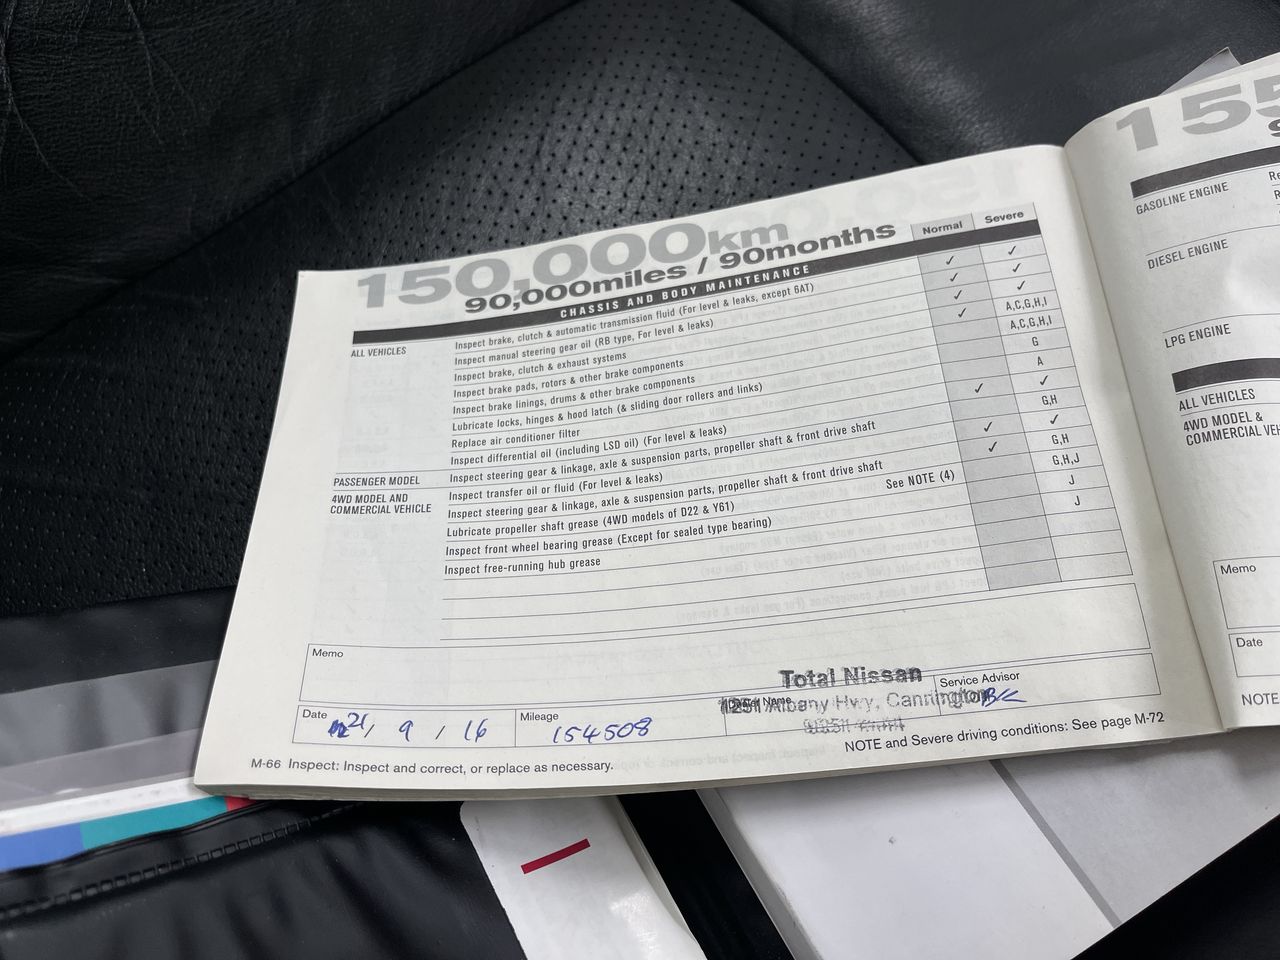 150,000km
90,000miles / 90months
Normal Severe
CHASSIS AND BODY MAINTENANCE
ALL VEHICLES
Inspect brake, clutch & automatic transmission fluid (For level & leaks, except 6AT) ✓ ✓
Inspect manual steering gear oil (RB type, For level & leaks) ✓ ✓
Inspect brake, clutch & exhaust systems ✓ ✓
Inspect brake pads, rotors & other brake components ✓ A,C,G,H,I
Inspect brake linings, drums & other brake components A,C,G,H,I
Lubricate locks, hinges & hood latch (& sliding door rollers and links) G
Replace air conditioner filter A
Inspect differential oil (including LSD oil) (For level & leaks) ✓ ✓
PASSENGER MODEL
Inspect steering gear & linkage, axle & suspension parts, propeller shaft & front drive shaft G,H
4WD MODEL AND
COMMERCIAL VEHICLE
Inspect transfer oil or fluid (For level & leaks) ✓ ✓
Inspect steering gear & linkage, axle & suspension parts, propeller shaft & front drive shaft ✓ G,H
Lubricate propeller shaft grease (4WD models of D22 & Y61) See NOTE (4) G,H,J
Inspect front wheel bearing grease (Except for sealed type bearing) J
Inspect free-running hub grease J
Memo
Date 21/ 9 / 16
Mileage 154508
Total Nissan
1251 Albany Hwy, Cannington
Service Advisor
NOTE and Severe driving conditions: See page M-72
M-66 Inspect: Inspect and correct, or replace as necessary.
155
GASOLINE ENGINE
DIESEL ENGINE
LPG ENGINE
ALL VEHICLES
4WD MODEL &
COMMERCIAL VEH
Memo
Date
NOTE